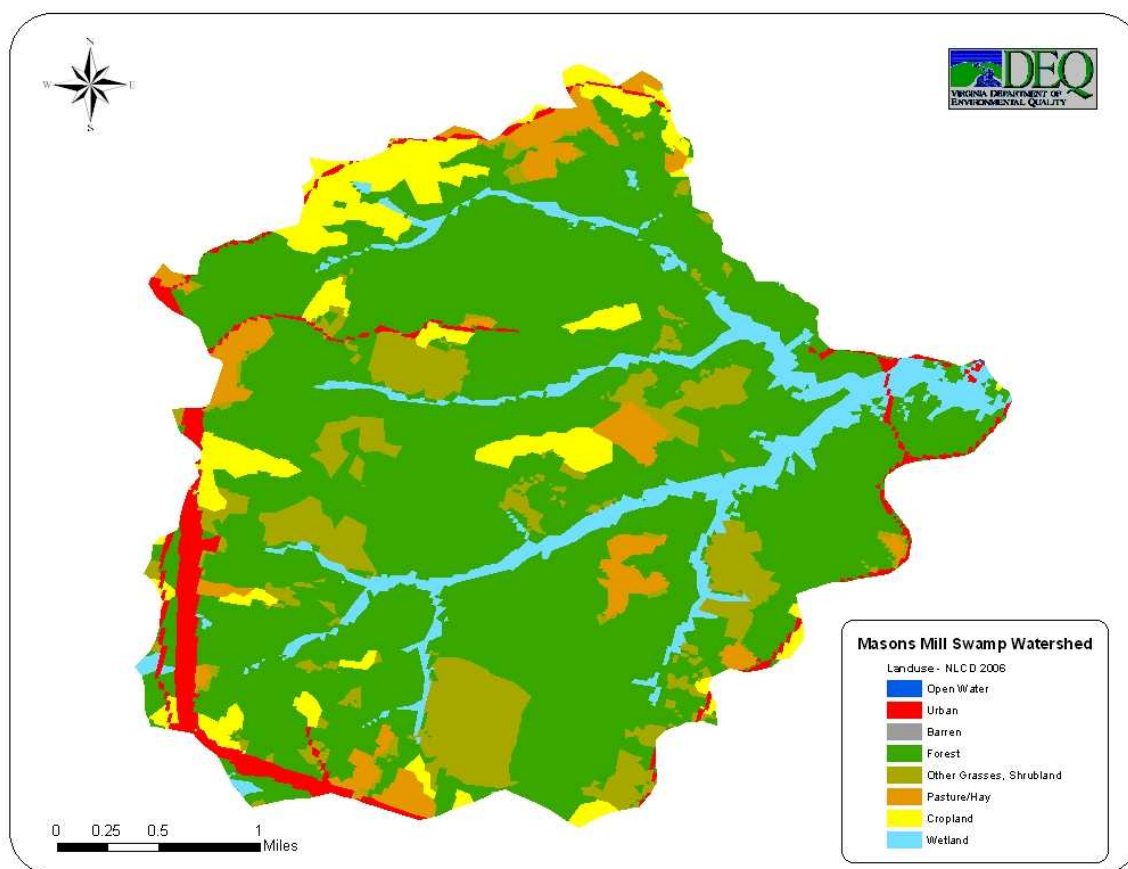 N
W E
S
DEQ
VIRGINIA DEPARTMENT OF
ENVIRONMENTAL QUALITY
Masons Mill Swamp Watershed
Landuse - NLCD 2006
Open Water
Urban
Barren
Forest
Other Grasses, Shrubland
Pasture/Hay
Cropland
Wetland
0 0.25 0.5 1
Miles